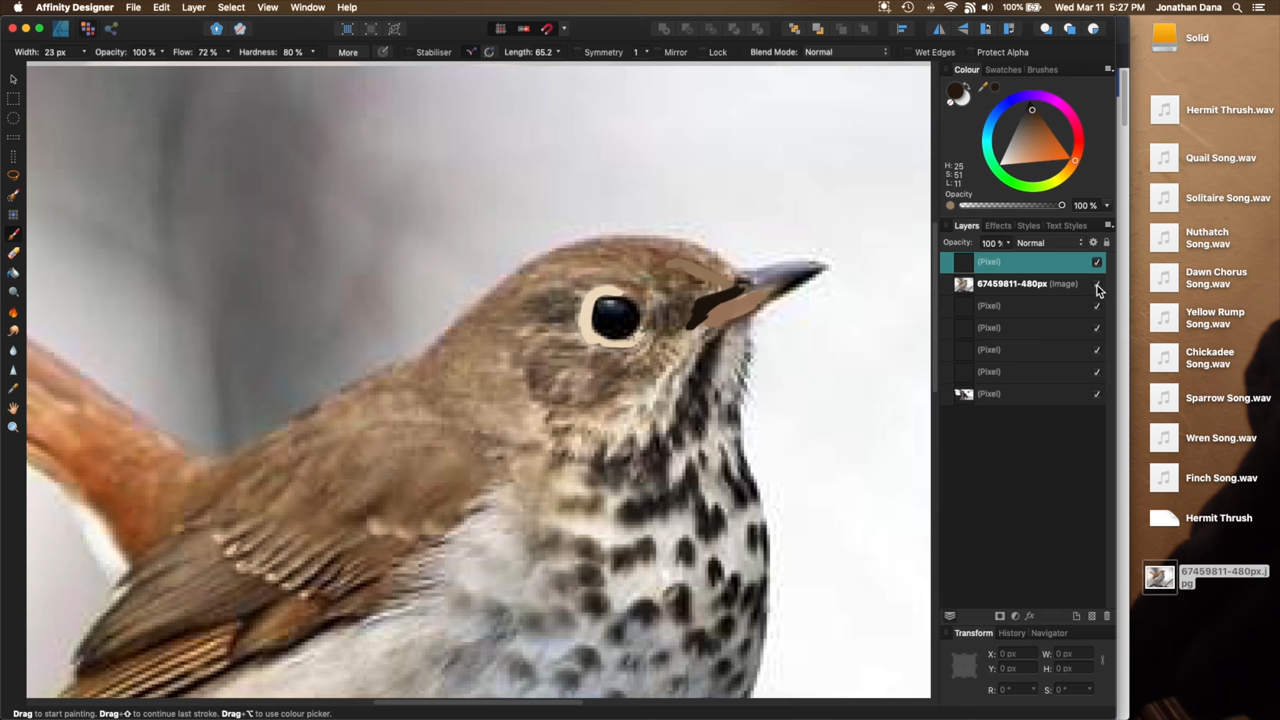 Affinity Designer File Edit Text Layer Select View Window Help 100% Wed Mar 11 5:27 PM Jonathan Dana
Width: 23 px Opacity: 100 % Flow: 72 % Hardness: 80 % More Stabiliser Length: 65.2 Symmetry 1 Mirror Lock Blend Mode: Normal Wet Edges Protect Alpha
Colour Swatches Brushes
H: 25
S: 51
L: 11
Opacity
100 %
Layers Effects Styles Text Styles
Opacity: 100 % Normal
(Pixel)
67459811-480px (Image)
(Pixel)
(Pixel)
(Pixel)
(Pixel)
(Pixel)
Transform History Navigator
X: 0 px W: 0 px
Y: 0 px H: 0 px
R: 0 ° S: 0 °
Drag to start painting. Drag+⇧ to continue last stroke. Drag+⌥ to use colour picker.
Solid
Hermit Thrush.wav
Quail Song.wav
Solitaire Song.wav
Nuthatch
Song.wav
Dawn Chorus
Song.wav
Yellow Rump
Song.wav
Chickadee
Song.wav
Sparrow Song.wav
Wren Song.wav
Finch Song.wav
Hermit Thrush
67459811-480px.j
pg